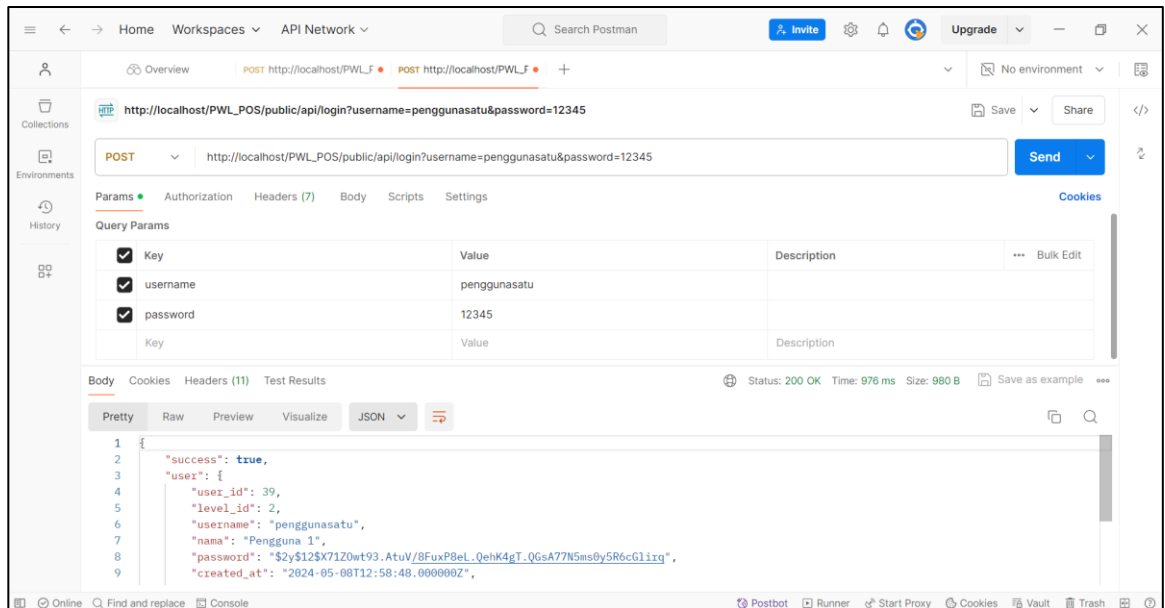 Home Workspaces API Network Search Postman Invite Upgrade
Overview POST http://localhost/PWL_F POST http://localhost/PWL_F + No environment
HTTP http://localhost/PWL_POS/public/api/login?username=penggunasatu&password=12345 Save Share
Collections
POST http://localhost/PWL_POS/public/api/login?username=penggunasatu&password=12345 Send
Environments
Params Authorization Headers (7) Body Scripts Settings Cookies
History
Query Params
Key Value Description ••• Bulk Edit
username penggunasatu
password 12345
Key Value Description
Body Cookies Headers (11) Test Results Status: 200 OK Time: 976 ms Size: 980 B Save as example
Pretty Raw Preview Visualize JSON
1 {
2 "success": true,
3 "user": {
4 "user_id": 39,
5 "level_id": 2,
6 "username": "penggunasatu",
7 "nama": "Pengguna 1",
8 "password": "$2y$12$X71ZOwt93.AtuV/8FuxP8eL.QehK4gT.QGsA77N5ms0y5R6cGlirq",
9 "created_at": "2024-05-08T12:58:48.000000Z",
Online Find and replace Console Postbot Runner Start Proxy Cookies Vault Trash